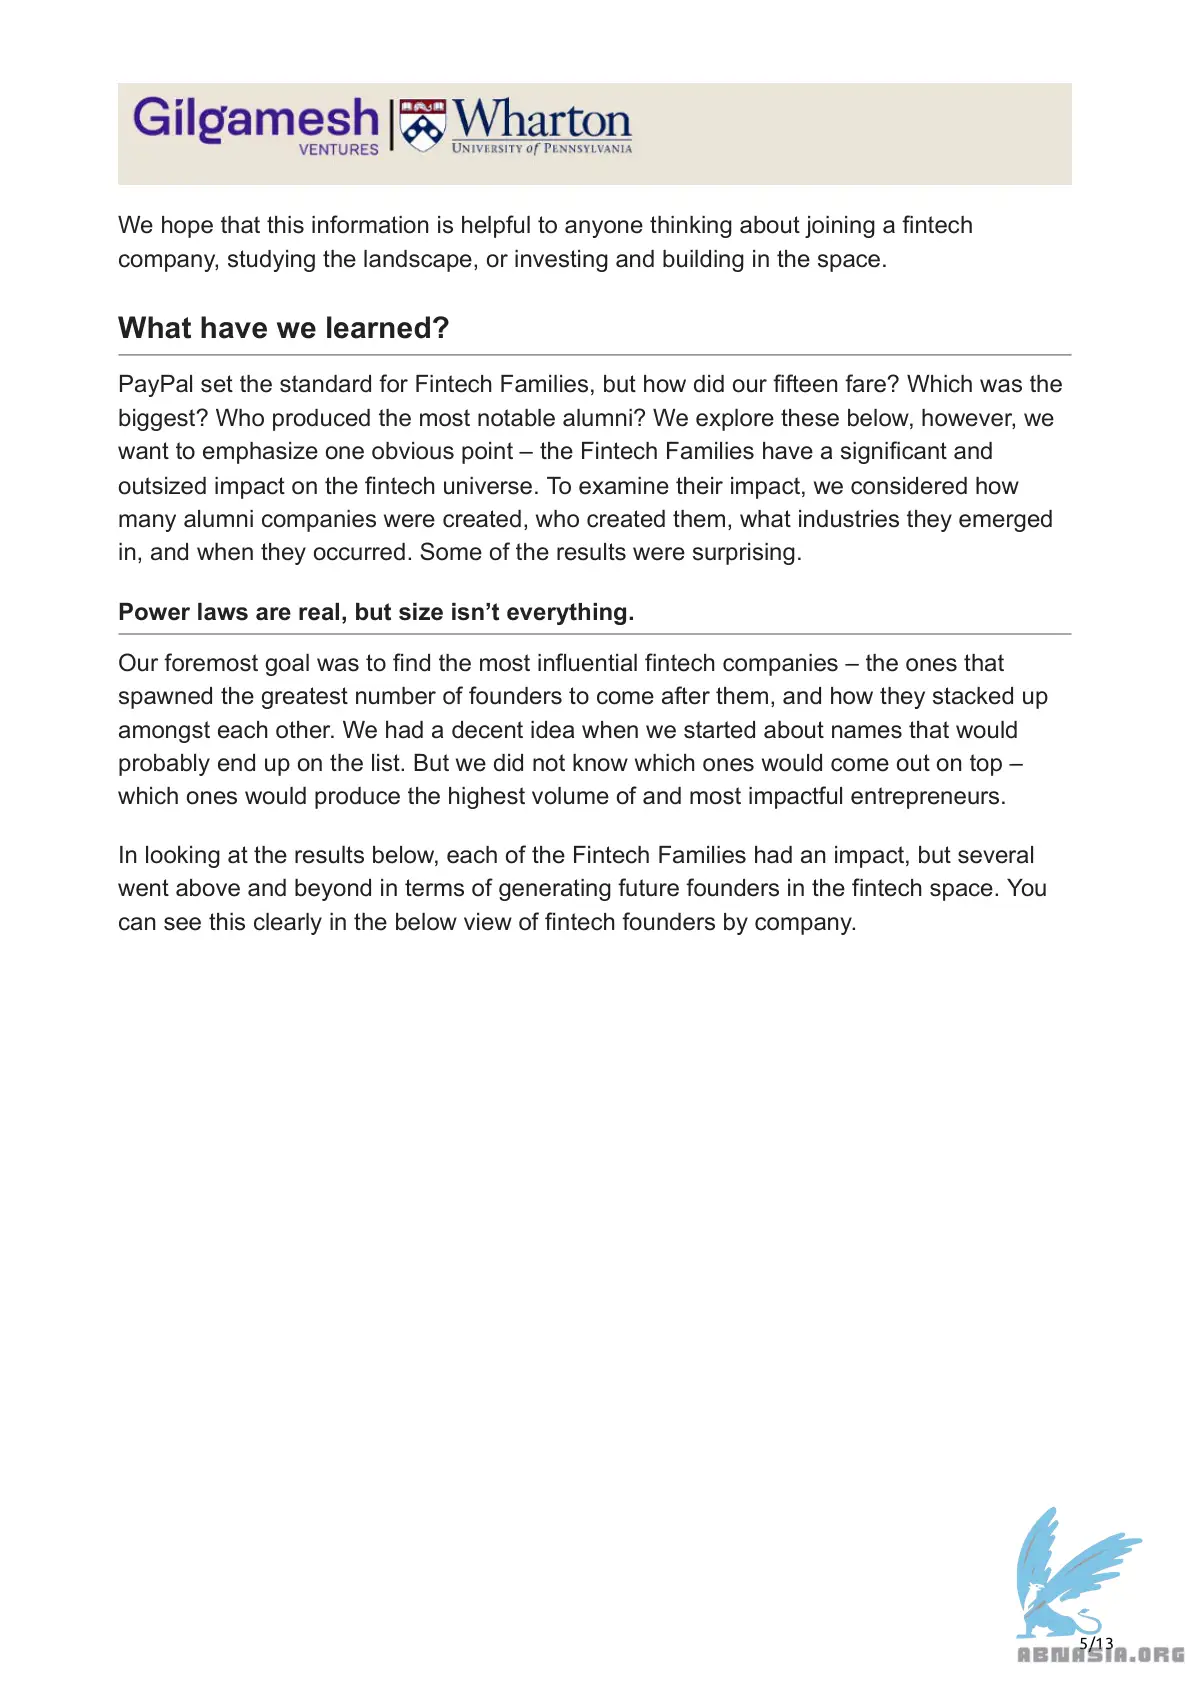 Gilgamesh
VENTURES
Wharton
UNIVERSITY of PENNSYLVANIA
We hope that this information is helpful to anyone thinking about joining a fintech
company, studying the landscape, or investing and building in the space.
What have we learned?
PayPal set the standard for Fintech Families, but how did our fifteen fare? Which was the
biggest? Who produced the most notable alumni? We explore these below, however, we
want to emphasize one obvious point – the Fintech Families have a significant and
outsized impact on the fintech universe. To examine their impact, we considered how
many alumni companies were created, who created them, what industries they emerged
in, and when they occurred. Some of the results were surprising.
Power laws are real, but size isn’t everything.
Our foremost goal was to find the most influential fintech companies – the ones that
spawned the greatest number of founders to come after them, and how they stacked up
amongst each other. We had a decent idea when we started about names that would
probably end up on the list. But we did not know which ones would come out on top –
which ones would produce the highest volume of and most impactful entrepreneurs.
In looking at the results below, each of the Fintech Families had an impact, but several
went above and beyond in terms of generating future founders in the fintech space. You
can see this clearly in the below view of fintech founders by company.
5/13
ABNASIA.ORG